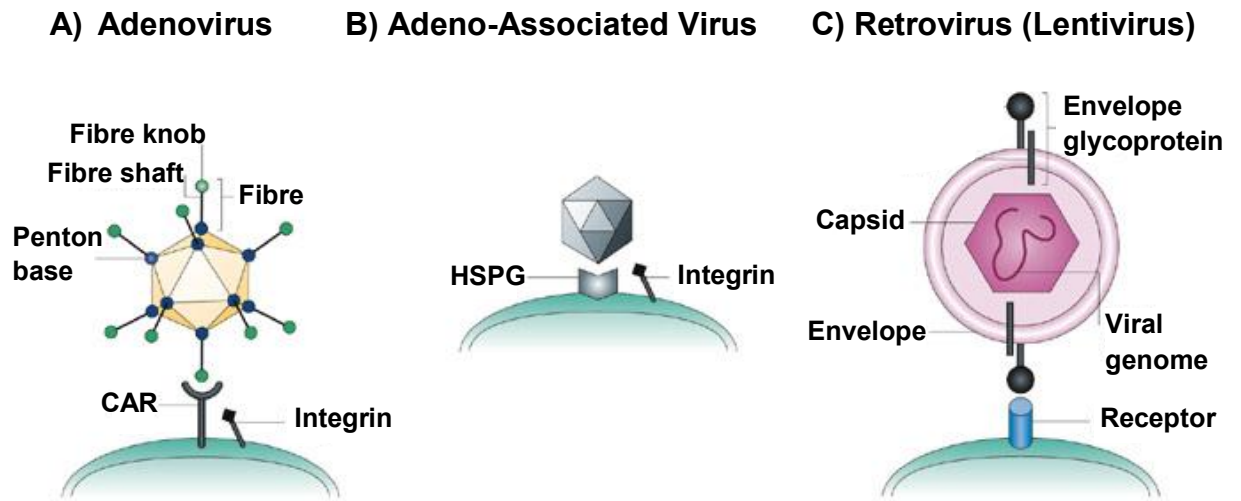 A) Adenovirus
B) Adeno-Associated Virus
C) Retrovirus (Lentivirus)
Fibre knob
Fibre shaft
Fibre
Penton
base
CAR
Integrin
HSPG
Integrin
Envelope
glycoprotein
Capsid
Envelope
Viral
genome
Receptor